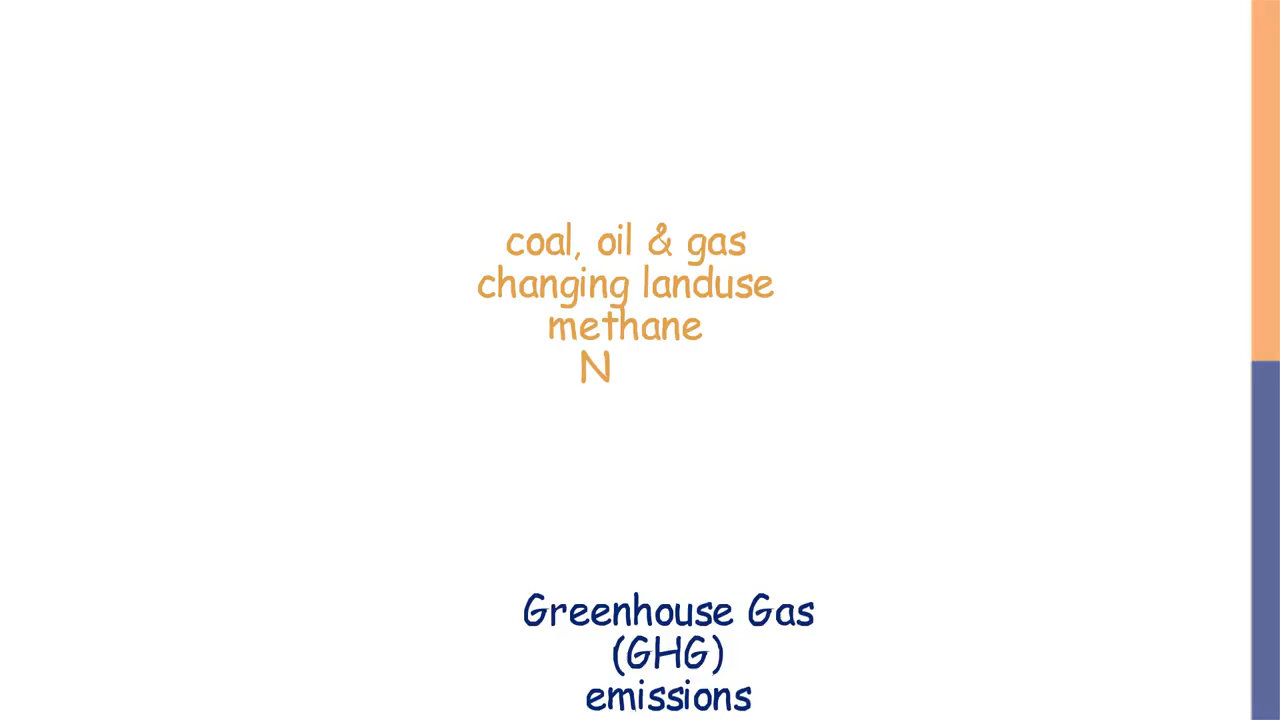 coal, oil & gas
changing landuse
methane
N
Greenhouse Gas
(GHG)
emissions